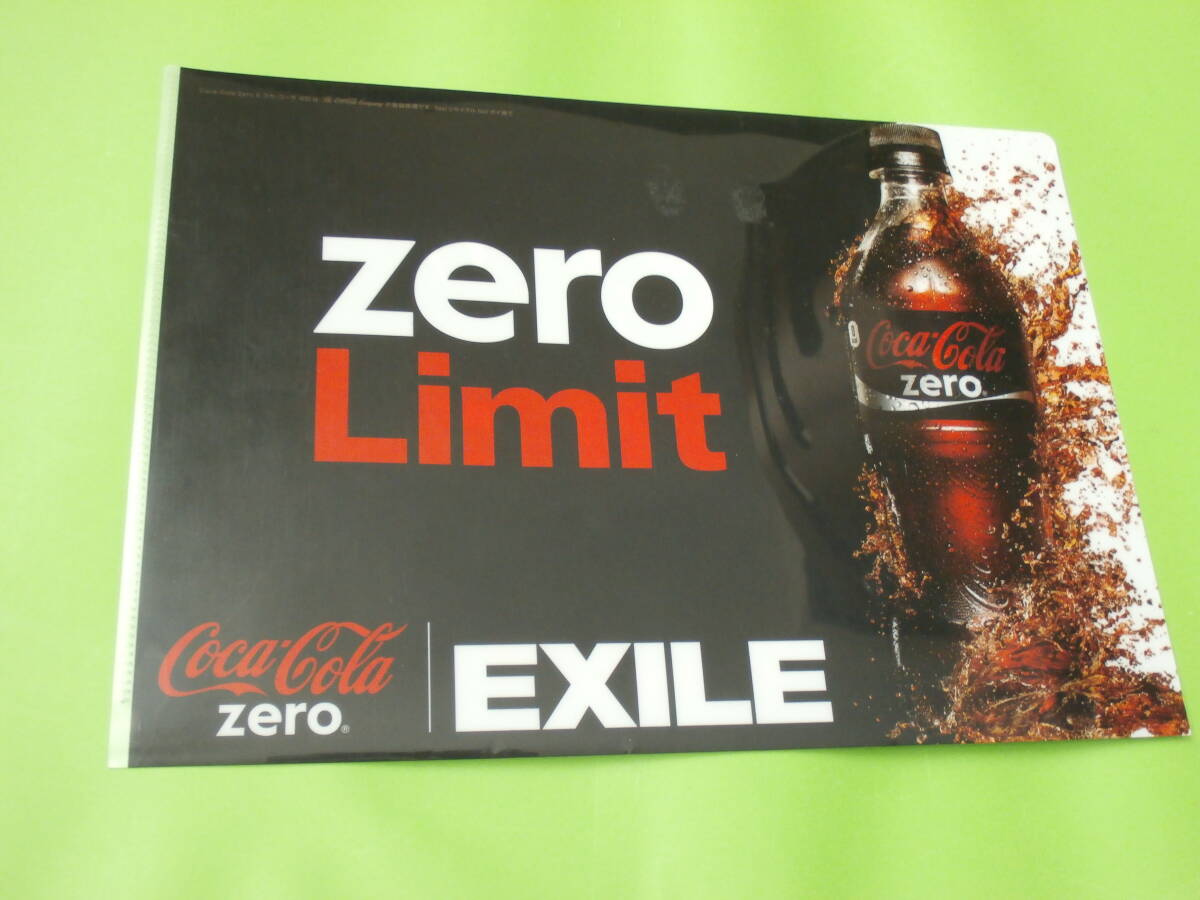 zero
Limit
Coca-Cola
zero®
Coca-Cola
zero®
EXILE